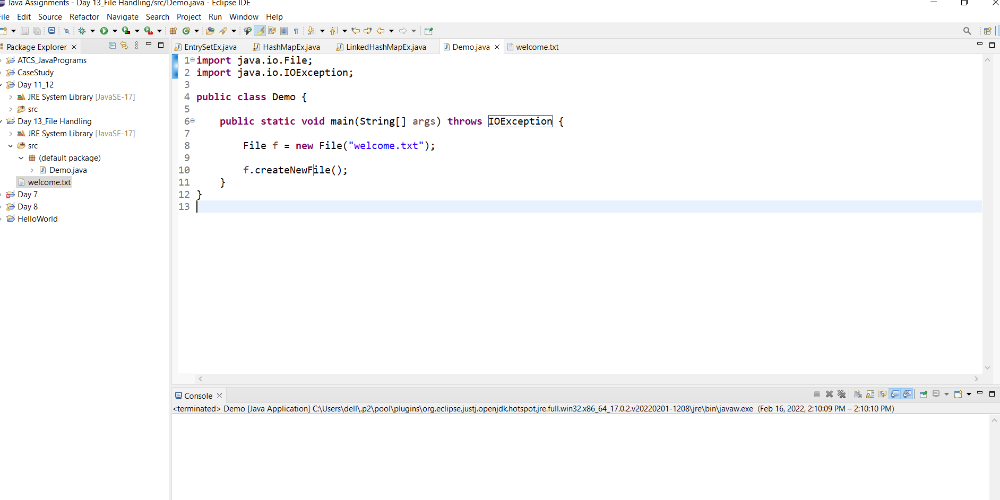 Java Assignments - Day 13_File Handling/src/Demo.java - Eclipse IDE
File Edit Source Refactor Navigate Search Project Run Window Help
Package Explorer
EntrySetEx.java HashMapEx.java LinkedHashMapEx.java Demo.java welcome.txt
ATCS_JavaPrograms
CaseStudy
Day 11_12
JRE System Library [JavaSE-17]
src
Day 13_File Handling
JRE System Library [JavaSE-17]
src
(default package)
Demo.java
welcome.txt
Day 7
Day 8
HelloWorld
1 import java.io.File;
2 import java.io.IOException;
3
4 public class Demo {
5
6 public static void main(String[] args) throws IOException {
7
8 File f = new File("welcome.txt");
9
10 f.createNewFile();
11 }
12 }
13
Console
<terminated> Demo [Java Application] C:\Users\dell\.p2\pool\plugins\org.eclipse.justj.openjdk.hotspot.jre.full.win32.x86_64_17.0.2.v20220201-1208\jre\bin\javaw.exe (Feb 16, 2022, 2:10:09 PM – 2:10:10 PM)